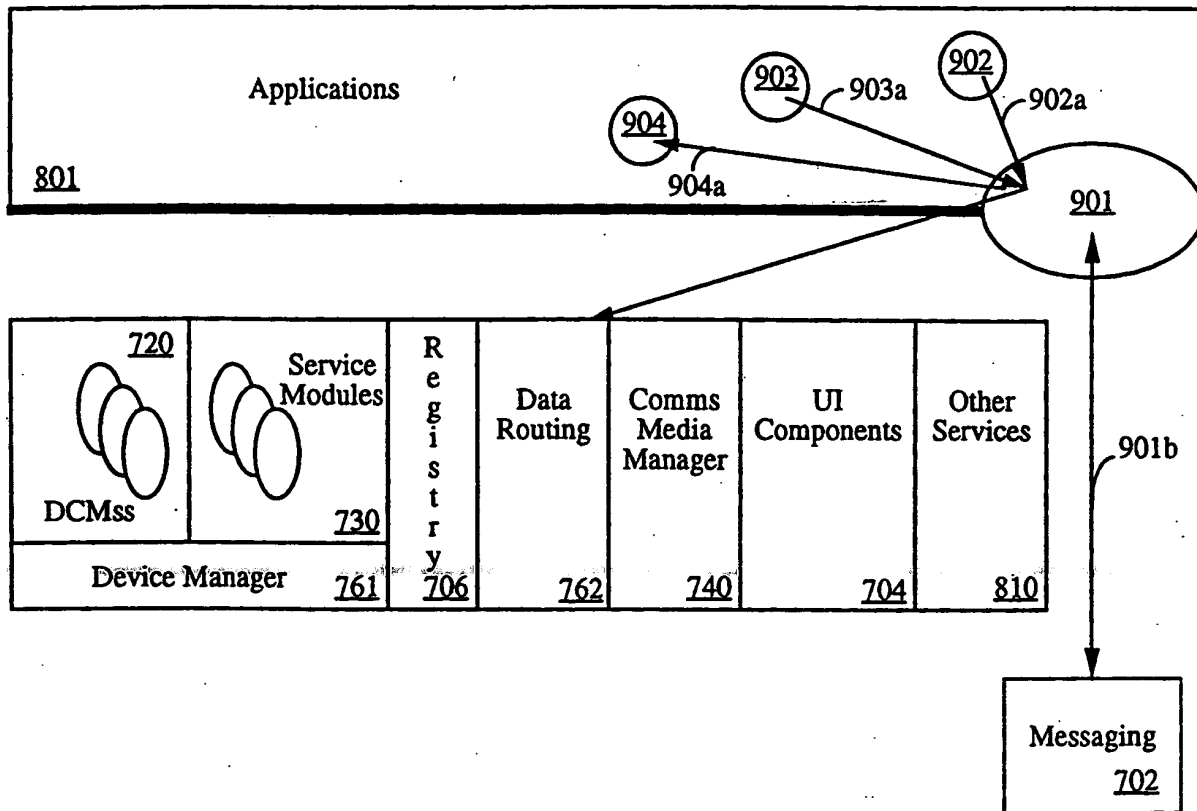 Applications
801
904
904a
903
903a
902
902a
901
901b
720
DCMss
Service
Modules
730
Device Manager
761
Registry
706
Data
Routing
762
Comms
Media
Manager
740
UI
Components
704
Other
Services
810
Messaging
702